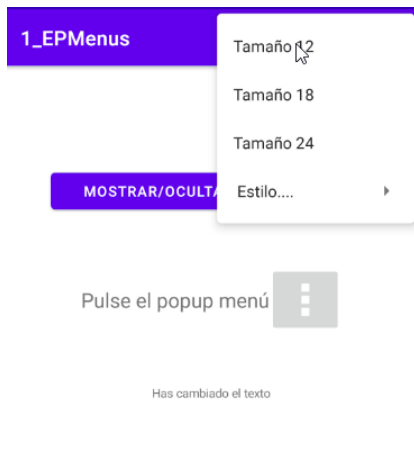 1_EPMenus
Tamaño 12
Tamaño 18
Tamaño 24
Estilo....
MOSTRAR/OCULTA
Pulse el popup menú
Has cambiado el texto